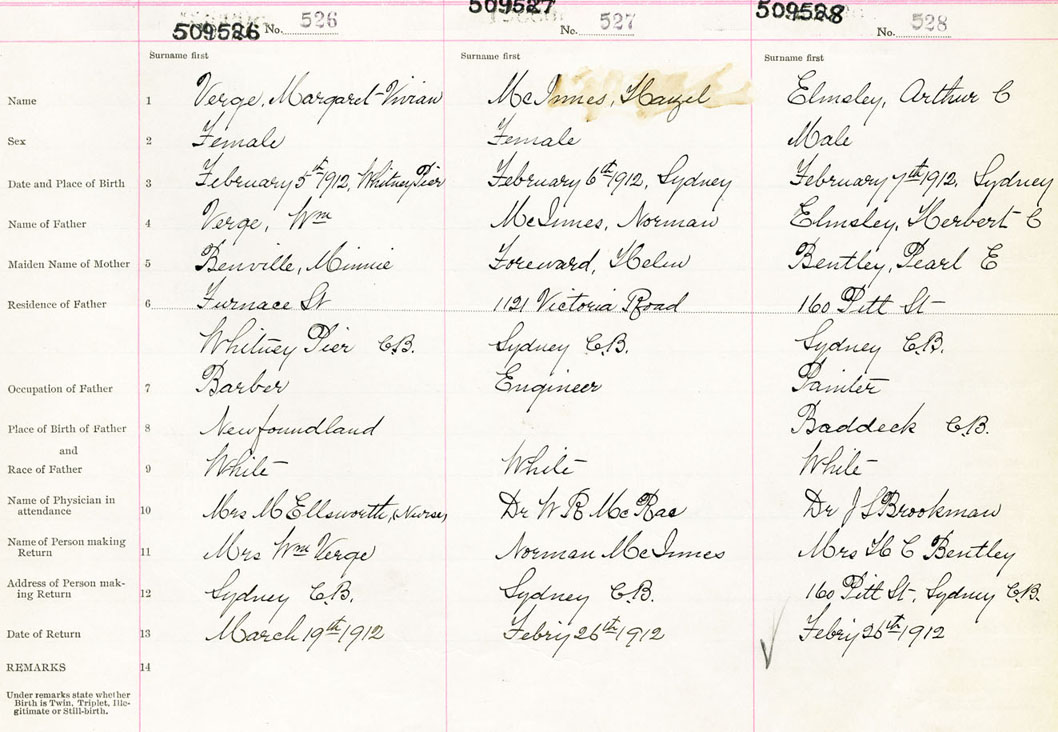 509526 No. 526 509527 No. 527 509528 No. 528
Surname first Surname first Surname first
Name 1 Verge, Margaret Vivian McInnes, Hazel Elmsley, Arthur C
Sex 2 Female Female Male
Date and Place of Birth 3 February 5th 1912, Whitney Pier February 6th 1912, Sydney February 7th 1912, Sydney
Name of Father 4 Verge, Wm McInnes, Norman Elmsley, Herbert C
Maiden Name of Mother 5 Benville, Minnie Foreward, Helen Bentley, Pearl E
Residence of Father 6 Furnace St 1121 Victoria Road 160 Pitt St
Whitney Pier C.B. Sydney C.B. Sydney C.B.
Occupation of Father 7 Barber Engineer Painter
Place of Birth of Father 8 Newfoundland Baddeck C.B.
and
Race of Father 9 White White White
Name of Physician in
attendance 10 Mrs M Ellsworth, (Nurse) Dr W R McRae Dr J S Brookman
Name of Person making
Return 11 Mrs Wm Verge Norman McInnes Mrs H C Bentley
Address of Person mak-
ing Return 12 Sydney C.B. Sydney C.B. 160 Pitt St, Sydney C.B.
Date of Return 13 March 19th 1912 Febry 26th 1912 Febry 26th 1912
REMARKS 14
Under remarks state whether
Birth is Twin, Triplet, Ille-
gitimate or Still-birth.